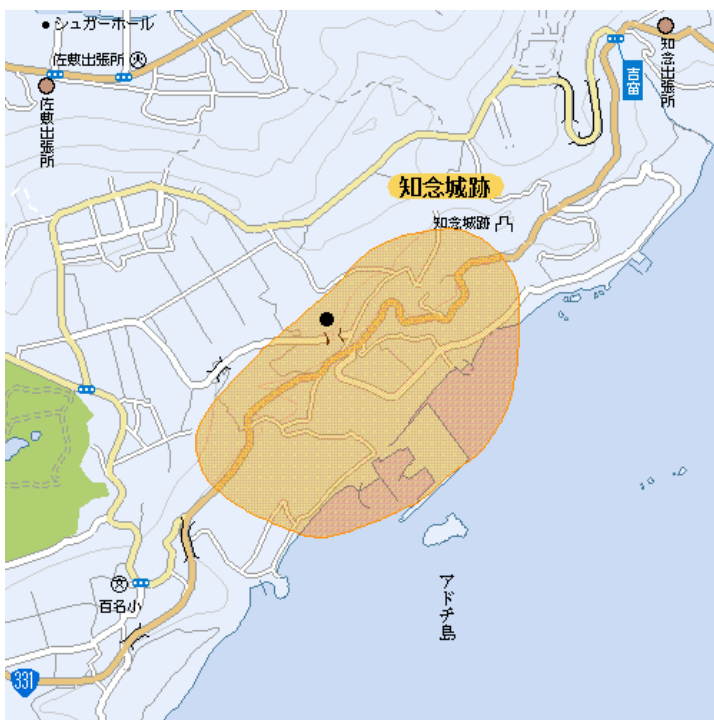 シュガーホール
佐敷出張所
佐敷出張所
知念出張所
吉富
知念城跡
知念城跡
アドチ島
百名小
331